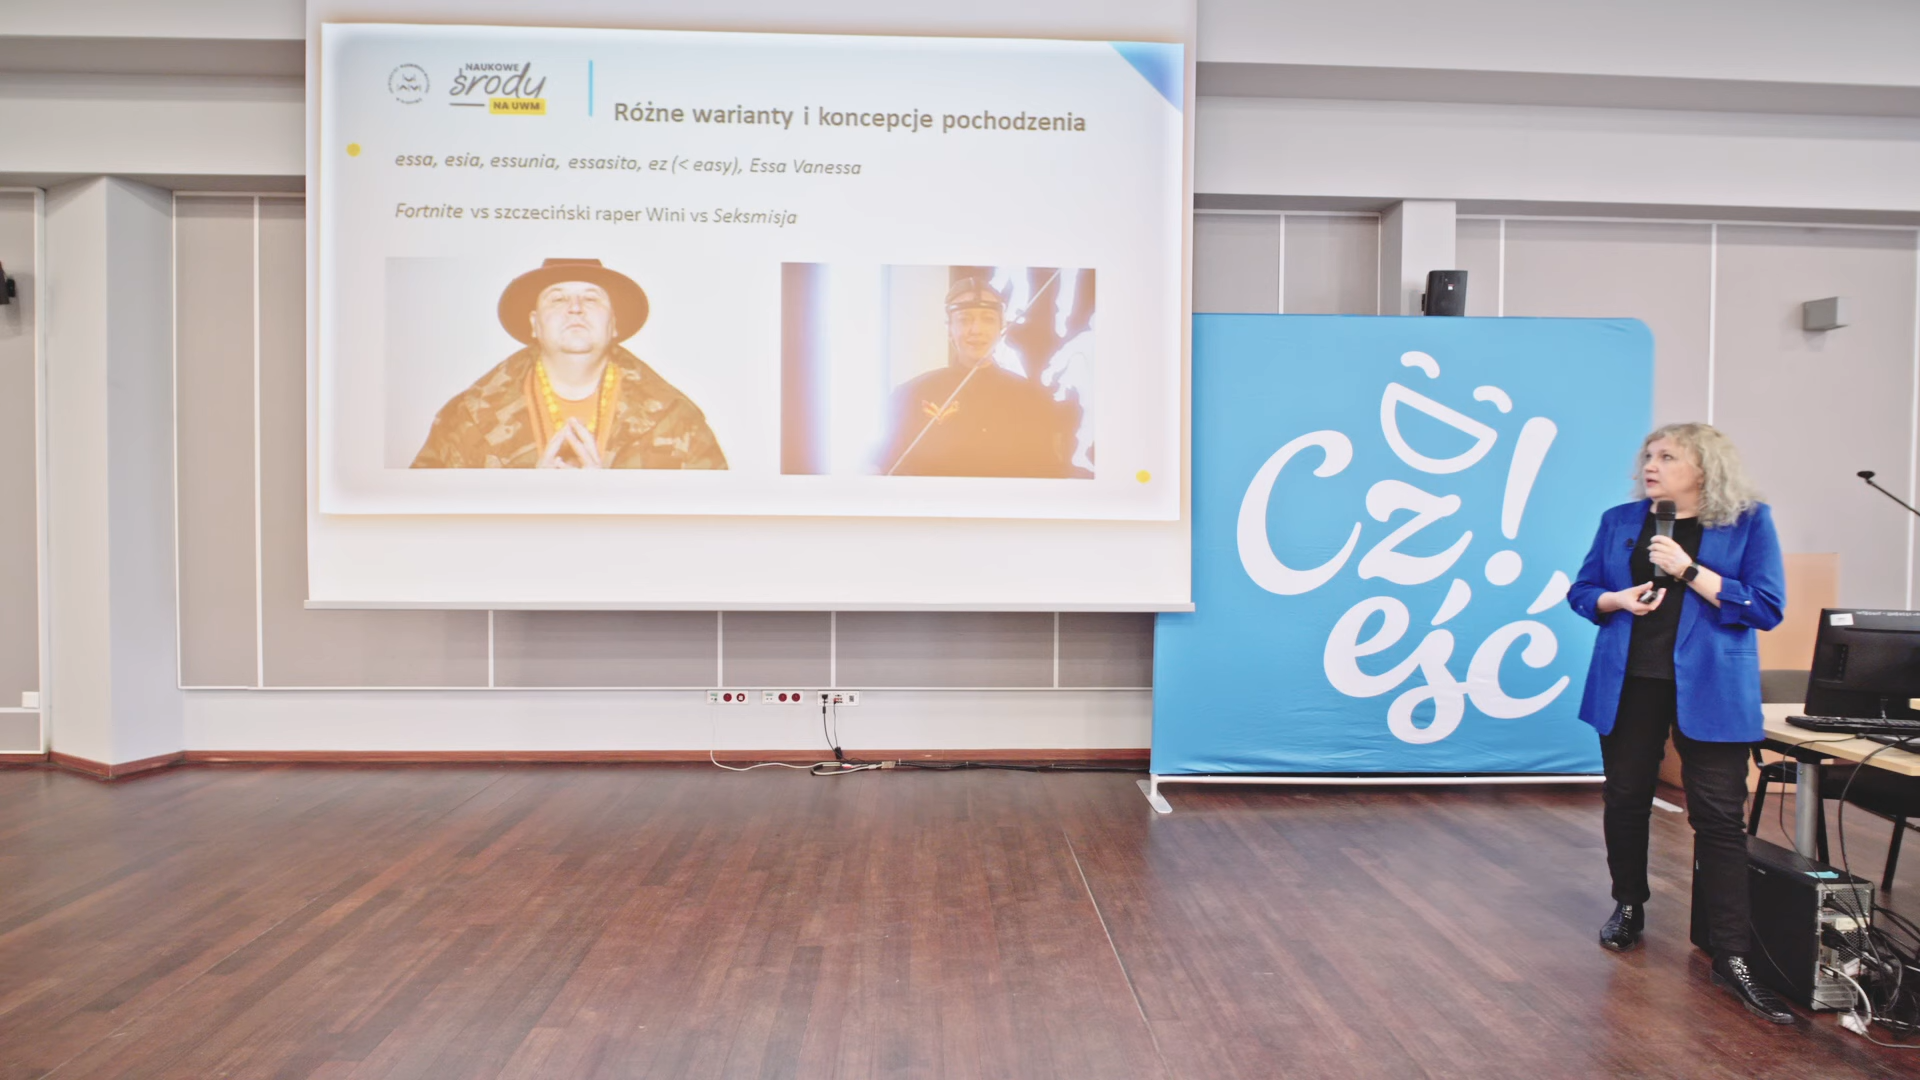 NAUKOWE
środy
NA UWM
Różne warianty i koncepcje pochodzenia
essa, esia, essunia, essasito, ez (< easy), Essa Vanessa
Fortnite vs szczeciński raper Wini vs Seksmisja
Cz!
eść